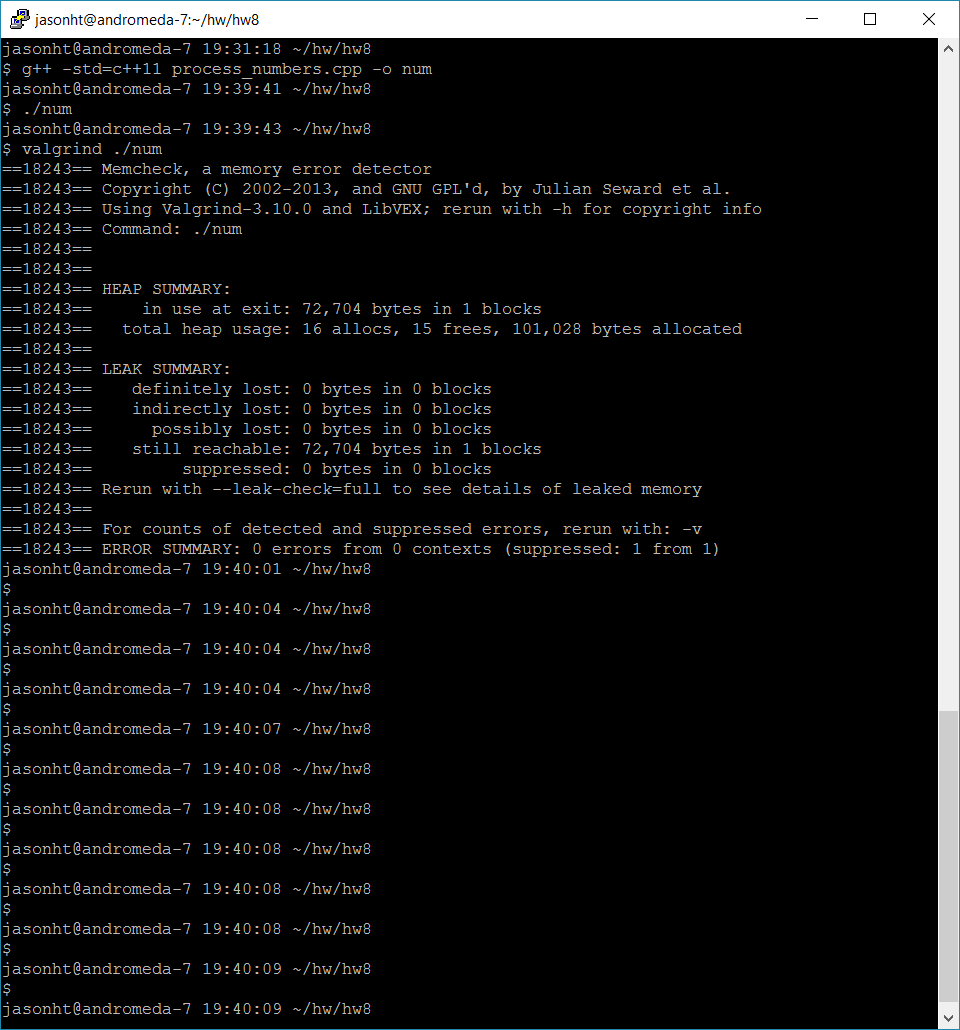 jasonht@andromeda-7:~/hw/hw8
jasonht@andromeda-7 19:31:18 ~/hw/hw8
$ g++ -std=c++11 process_numbers.cpp -o num
jasonht@andromeda-7 19:39:41 ~/hw/hw8
$ ./num
jasonht@andromeda-7 19:39:43 ~/hw/hw8
$ valgrind ./num
==18243== Memcheck, a memory error detector
==18243== Copyright (C) 2002-2013, and GNU GPL'd, by Julian Seward et al.
==18243== Using Valgrind-3.10.0 and LibVEX; rerun with -h for copyright info
==18243== Command: ./num
==18243==
==18243==
==18243== HEAP SUMMARY:
==18243==     in use at exit: 72,704 bytes in 1 blocks
==18243==   total heap usage: 16 allocs, 15 frees, 101,028 bytes allocated
==18243==
==18243== LEAK SUMMARY:
==18243==    definitely lost: 0 bytes in 0 blocks
==18243==    indirectly lost: 0 bytes in 0 blocks
==18243==      possibly lost: 0 bytes in 0 blocks
==18243==    still reachable: 72,704 bytes in 1 blocks
==18243==         suppressed: 0 bytes in 0 blocks
==18243== Rerun with --leak-check=full to see details of leaked memory
==18243==
==18243== For counts of detected and suppressed errors, rerun with: -v
==18243== ERROR SUMMARY: 0 errors from 0 contexts (suppressed: 1 from 1)
jasonht@andromeda-7 19:40:01 ~/hw/hw8
$
jasonht@andromeda-7 19:40:04 ~/hw/hw8
$
jasonht@andromeda-7 19:40:04 ~/hw/hw8
$
jasonht@andromeda-7 19:40:04 ~/hw/hw8
$
jasonht@andromeda-7 19:40:07 ~/hw/hw8
$
jasonht@andromeda-7 19:40:08 ~/hw/hw8
$
jasonht@andromeda-7 19:40:08 ~/hw/hw8
$
jasonht@andromeda-7 19:40:08 ~/hw/hw8
$
jasonht@andromeda-7 19:40:08 ~/hw/hw8
$
jasonht@andromeda-7 19:40:08 ~/hw/hw8
$
jasonht@andromeda-7 19:40:09 ~/hw/hw8
$
jasonht@andromeda-7 19:40:09 ~/hw/hw8